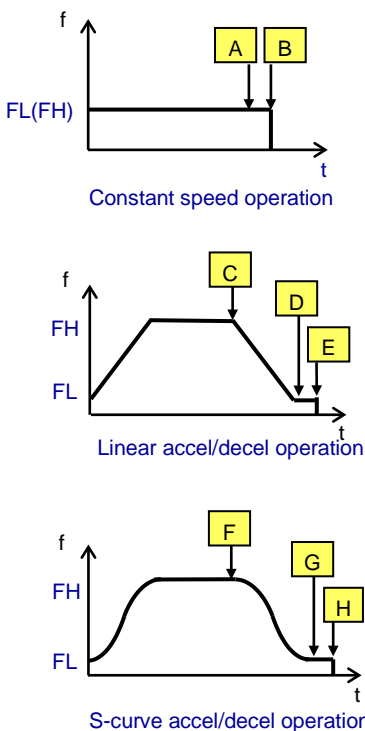 f
A B
FL(FH)
t
Constant speed operation
f
C
D
FH
E
FL
t
Linear accel/decel operation
f
F
G
FH
H
FL
t
S-curve accel/decel operation